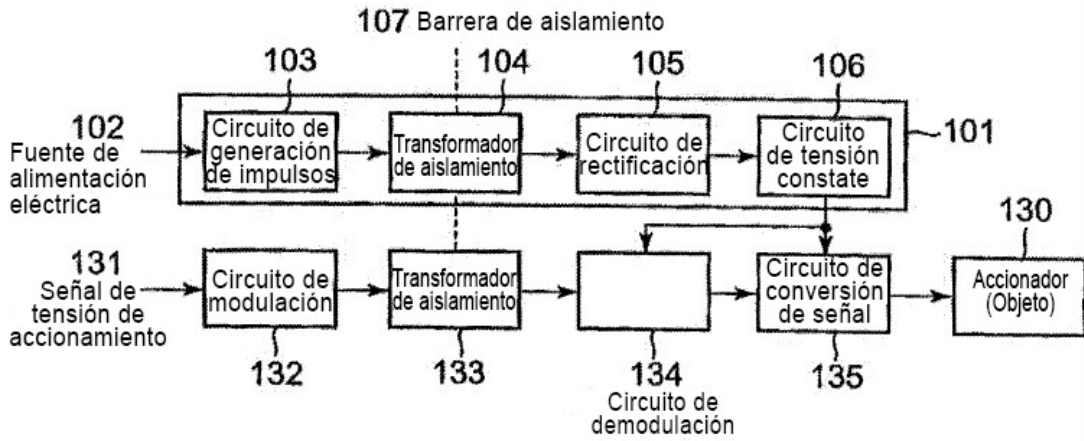 107 Barrera de aislamiento
103
104
105
106
102
Fuente de
alimentación
eléctrica
Circuito de
generación
de impulsos
Transformador
de aislamiento
Circuito de
rectificación
Circuito
de tensión
constate
101
131
Señal de
tensión de
accionamiento
Circuito de
modulación
Transformador
de aislamiento
Circuito de
conversión
de señal
130
Accionador
(Objeto)
132
133
134
Circuito de
demodulación
135